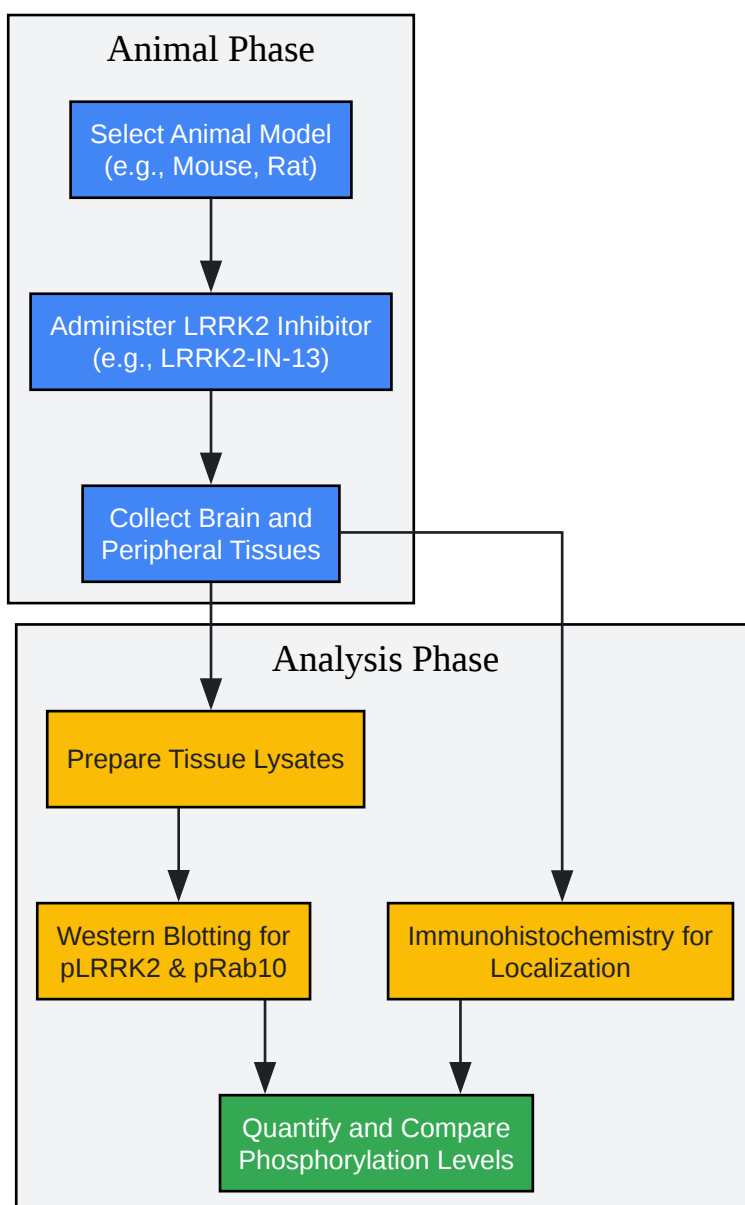 Animal Phase
Select Animal Model
(e.g., Mouse, Rat)
Administer LRRK2 Inhibitor
(e.g., LRRK2-IN-13)
Collect Brain and
Peripheral Tissues
Analysis Phase
Prepare Tissue Lysates
Western Blotting for
pLRRK2 & pRab10
Immunohistochemistry for
Localization
Quantify and Compare
Phosphorylation Levels